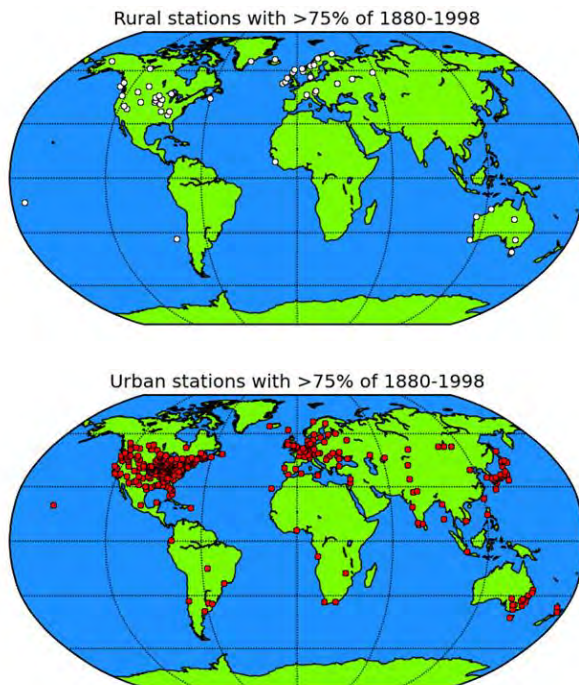 Rural stations with >75% of 1880-1998
Urban stations with >75% of 1880-1998